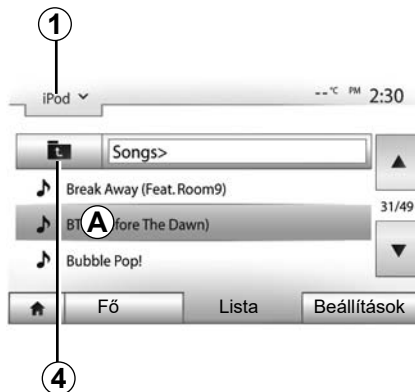 1
iPod
--°C PM 2:30
Songs>
Break Away (Feat. Room9)
31/49
BT A fore The Dawn)
Bubble Pop!
Fő Lista Beállítások
4